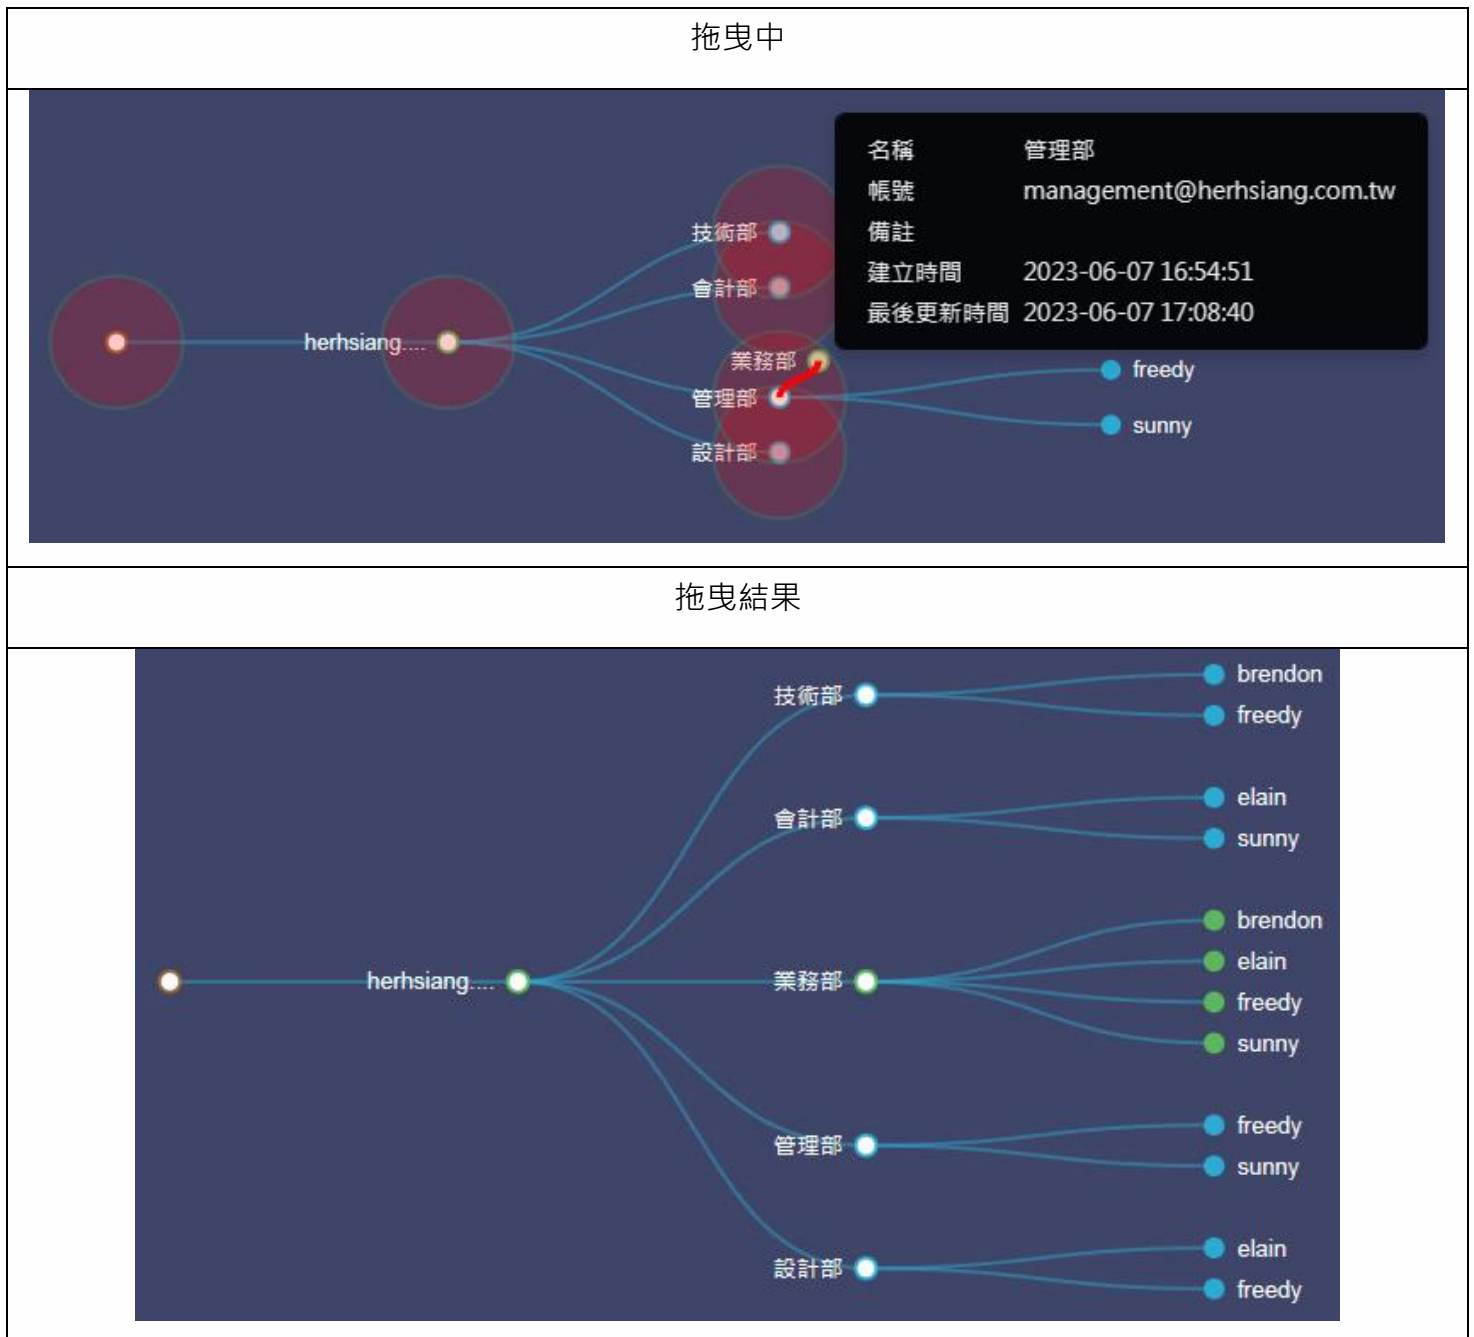 拖曳中
名稱 管理部
帳號 management@herhsiang.com.tw
備註
建立時間 2023-06-07 16:54:51
最後更新時間 2023-06-07 17:08:40
技術部
會計部
herhsiang....
業務部
管理部
設計部
freedy
sunny
拖曳結果
技術部
brendon
freedy
會計部
elain
sunny
herhsiang....
業務部
brendon
elain
freedy
sunny
管理部
freedy
sunny
設計部
elain
freedy